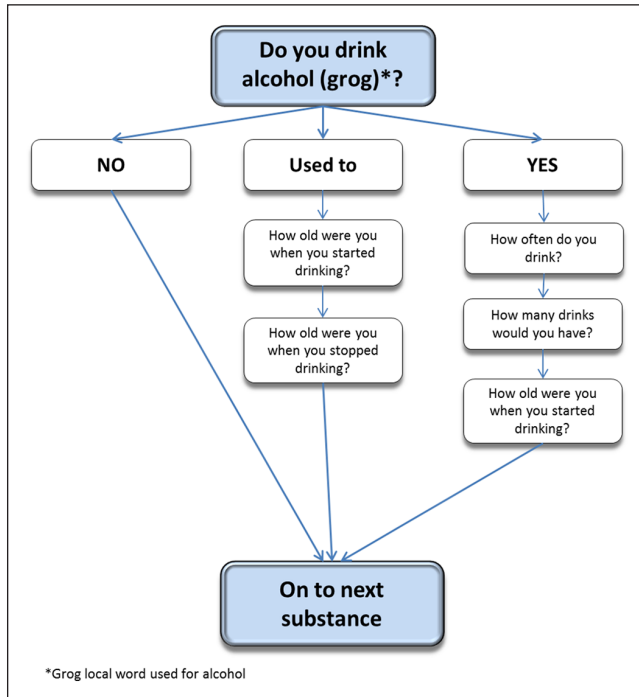 Do you drink
alcohol (grog)*?
NO
Used to
YES
How old were you
when you started
drinking?
How old were you
when you stopped
drinking?
How often do you
drink?
How many drinks
would you have?
How old were you
when you started
drinking?
On to next
substance
*Grog local word used for alcohol